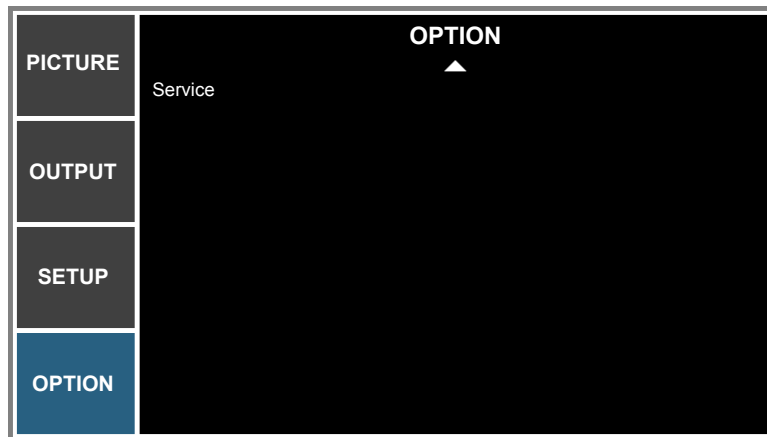 PICTURE
OUTPUT
SETUP
OPTION
OPTION
Service